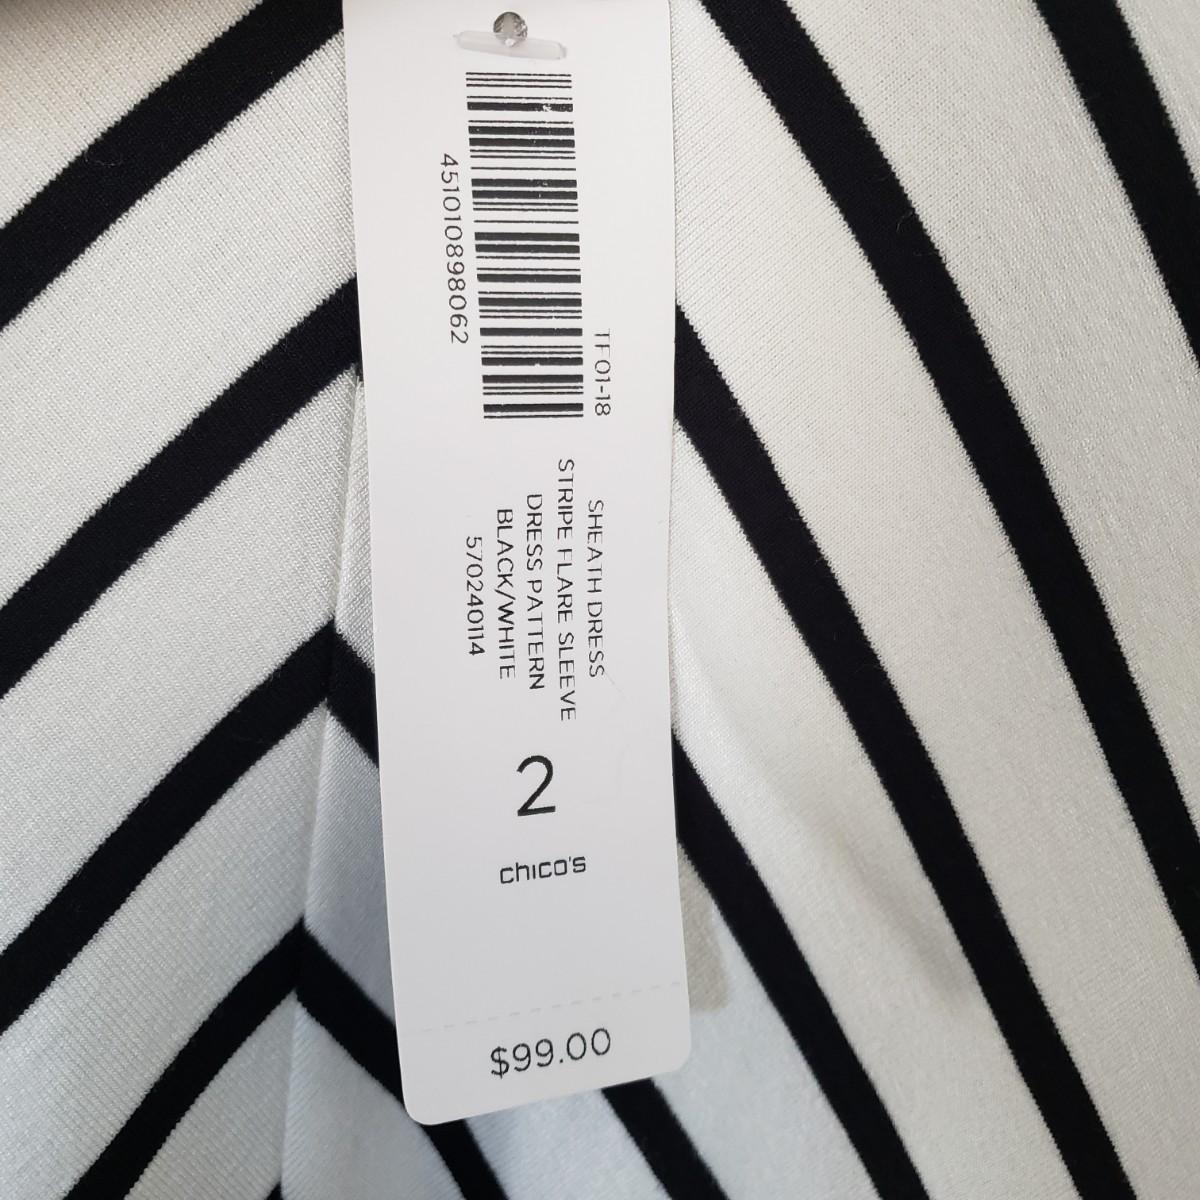 451010898062
TF01-18
SHEATH DRESS
STRIPE FLARE SLEEVE
DRESS PATTERN
BLACK/WHITE
570240114
2
chico's
$99.00